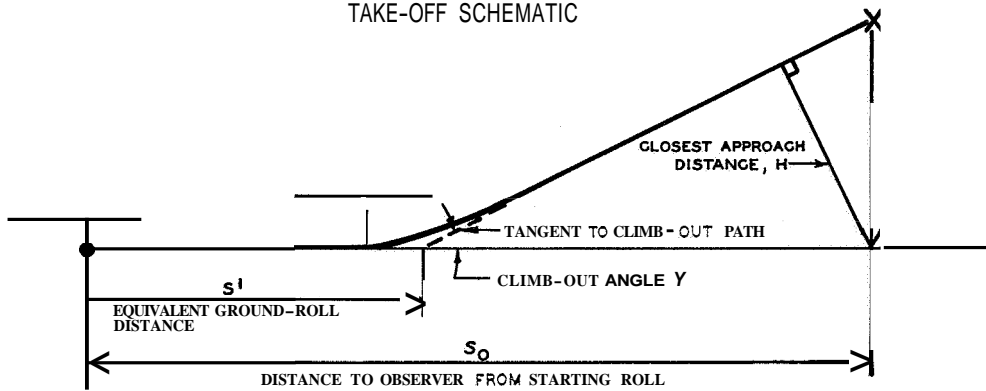 TAKE-OFF SCHEMATIC
CLOSEST APPROACH
DISTANCE, H
TANGENT TO CLIMB-OUT PATH
CLIMB-OUT ANGLE Y
S'
EQUIVALENT GROUND-ROLL
DISTANCE
S₀
DISTANCE TO OBSERVER FROM STARTING ROLL